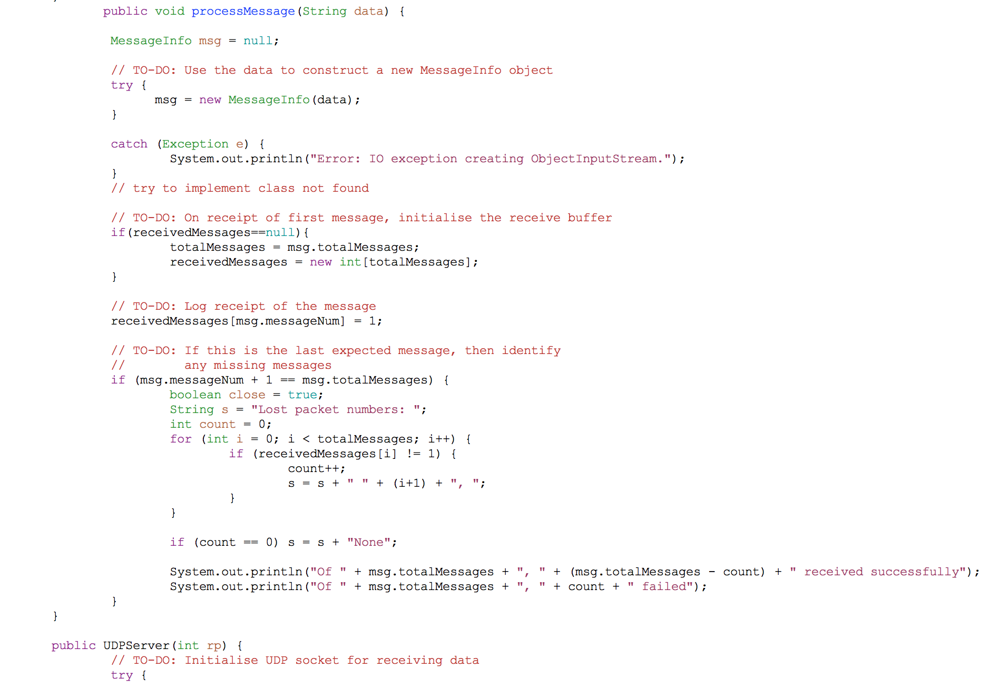 public void processMessage(String data) {
MessageInfo msg = null;
// TO-DO: Use the data to construct a new MessageInfo object
try {
msg = new MessageInfo(data);
}
catch (Exception e) {
System.out.println("Error: IO exception creating ObjectInputStream.");
}
// try to implement class not found
// TO-DO: On receipt of first message, initialise the receive buffer
if(receivedMessages==null){
totalMessages = msg.totalMessages;
receivedMessages = new int[totalMessages];
}
// TO-DO: Log receipt of the message
receivedMessages[msg.messageNum] = 1;
// TO-DO: If this is the last expected message, then identify
//        any missing messages
if (msg.messageNum + 1 == msg.totalMessages) {
boolean close = true;
String s = "Lost packet numbers: ";
int count = 0;
for (int i = 0; i < totalMessages; i++) {
if (receivedMessages[i] != 1) {
count++;
s = s + " " + (i+1) + ", ";
}
}
if (count == 0) s = s + "None";
System.out.println("Of " + msg.totalMessages + ", " + (msg.totalMessages - count) + " received successfully");
System.out.println("Of " + msg.totalMessages + ", " + count + " failed");
}
}
public UDPServer(int rp) {
// TO-DO: Initialise UDP socket for receiving data
try {